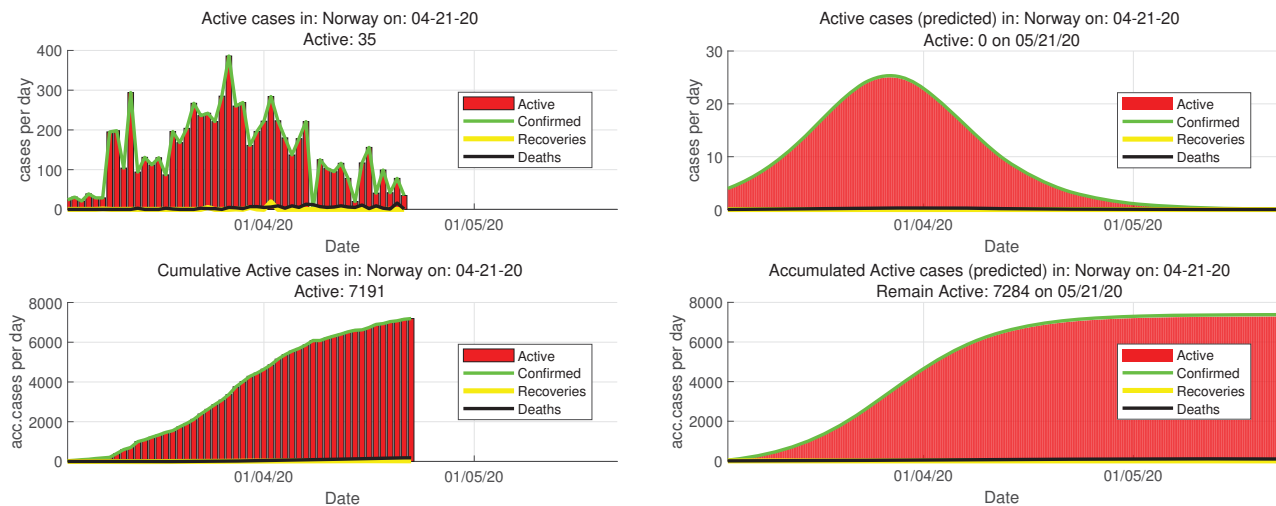 Active cases in: Norway on: 04-21-20
Active: 35
400
300
200
100
0
cases per day
01/04/20
01/05/20
Date
Active
Confirmed
Recoveries
Deaths
Active cases (predicted) in: Norway on: 04-21-20
Active: 0 on 05/21/20
30
20
10
0
cases per day
01/04/20
01/05/20
Date
Active
Confirmed
Recoveries
Deaths
Cumulative Active cases in: Norway on: 04-21-20
Active: 7191
8000
6000
4000
2000
0
acc.cases per day
01/04/20
01/05/20
Date
Active
Confirmed
Recoveries
Deaths
Accumulated Active cases (predicted) in: Norway on: 04-21-20
Remain Active: 7284 on 05/21/20
8000
6000
4000
2000
0
acc.cases per day
01/04/20
01/05/20
Date
Active
Confirmed
Recoveries
Deaths